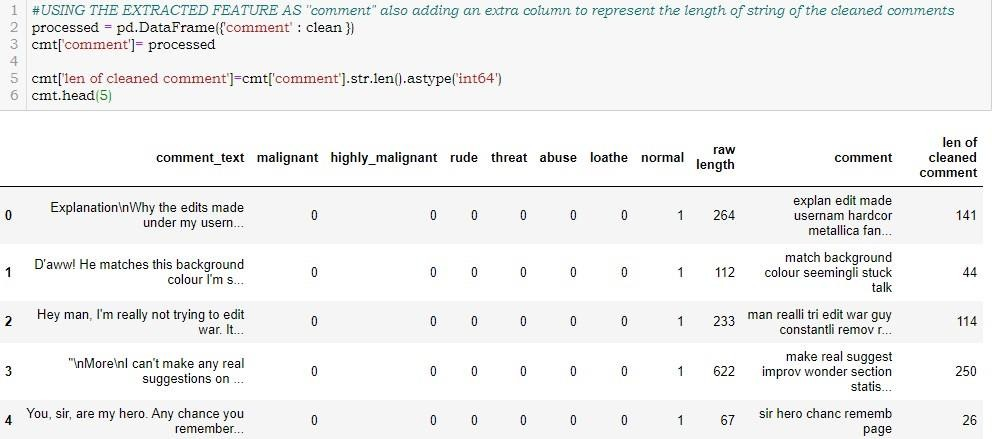 1 #USING THE EXTRACTED FEATURE AS "comment" also adding an extra column to represent the length of string of the cleaned comments
2 processed = pd.DataFrame({'comment' : clean })
3 cmt['comment']= processed
4
5 cmt['len of cleaned comment']=cmt['comment'].str.len().astype('int64')
6 cmt.head(5)
comment_text malignant highly_malignant rude threat abuse loathe normal raw length comment len of cleaned comment
0 Explanation\nWhy the edits made under my usern... 0 0 0 0 0 0 1 264 explan edit made usernam hardcor metallica fan... 141
1 D'aww! He matches this background colour I'm s... 0 0 0 0 0 0 1 112 match background colour seemingli stuck talk 44
2 Hey man, I'm really not trying to edit war. It... 0 0 0 0 0 0 1 233 man realli tri edit war guy constantli remov r... 114
3 "\nMore\nI can't make any real suggestions on ... 0 0 0 0 0 0 1 622 make real suggest improv wonder section statis... 250
4 You, sir, are my hero. Any chance you remember... 0 0 0 0 0 0 1 67 sir hero chanc rememb page 26